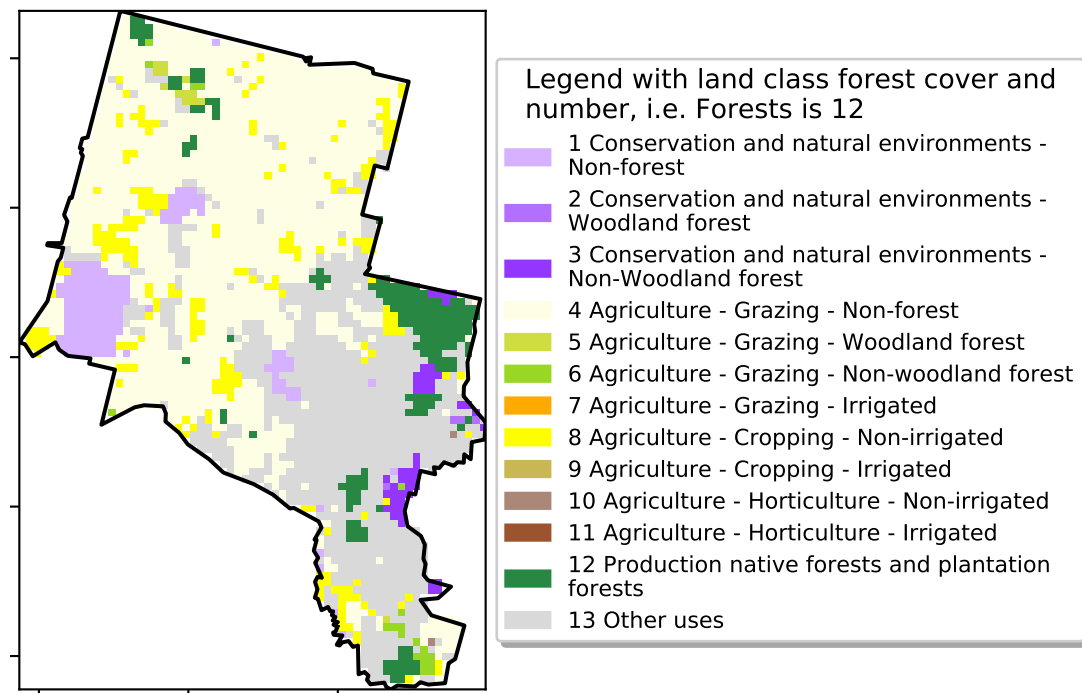 Legend with land class forest cover and
number, i.e. Forests is 12
1 Conservation and natural environments -
Non-forest
2 Conservation and natural environments -
Woodland forest
3 Conservation and natural environments -
Non-Woodland forest
4 Agriculture - Grazing - Non-forest
5 Agriculture - Grazing - Woodland forest
6 Agriculture - Grazing - Non-woodland forest
7 Agriculture - Grazing - Irrigated
8 Agriculture - Cropping - Non-irrigated
9 Agriculture - Cropping - Irrigated
10 Agriculture - Horticulture - Non-irrigated
11 Agriculture - Horticulture - Irrigated
12 Production native forests and plantation
forests
13 Other uses